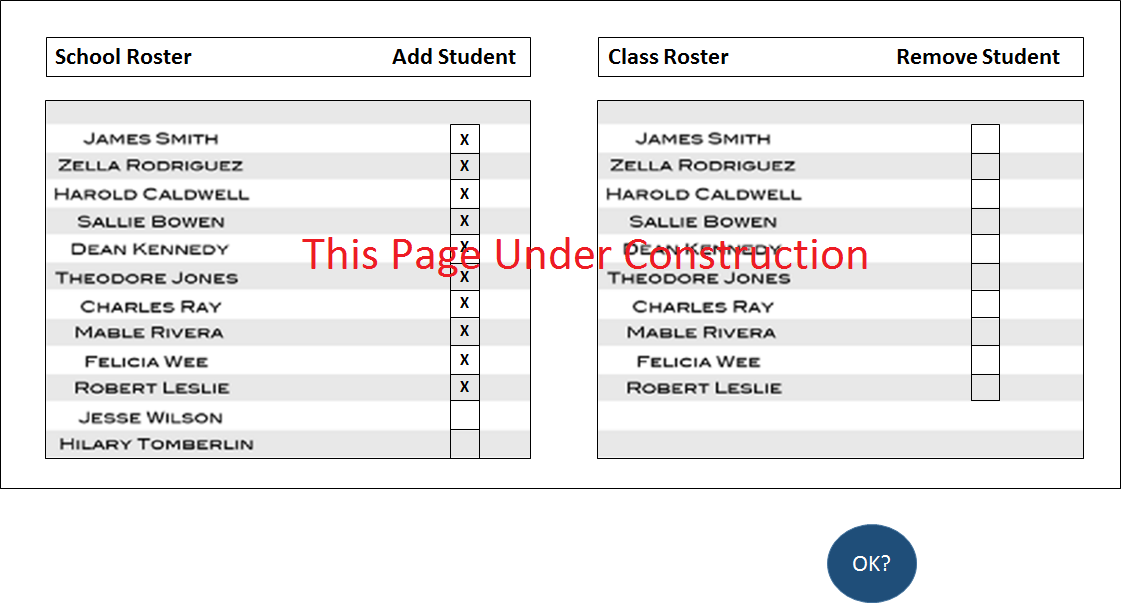 School Roster Add Student
JAMES SMITH X
ZELLA RODRIGUEZ X
HAROLD CALDWELL X
SALLIE BOWEN X
DEAN KENNEDY X
THEODORE JONES X
CHARLES RAY X
MABLE RIVERA X
FELICIA WEE X
ROBERT LESLIE X
JESSE WILSON
HILARY TOMBERLIN
Class Roster Remove Student
JAMES SMITH
ZELLA RODRIGUEZ
HAROLD CALDWELL
SALLIE BOWEN
DEAN KENNEDY
THEODORE JONES
CHARLES RAY
MABLE RIVERA
FELICIA WEE
ROBERT LESLIE
This Page Under Construction
OK?